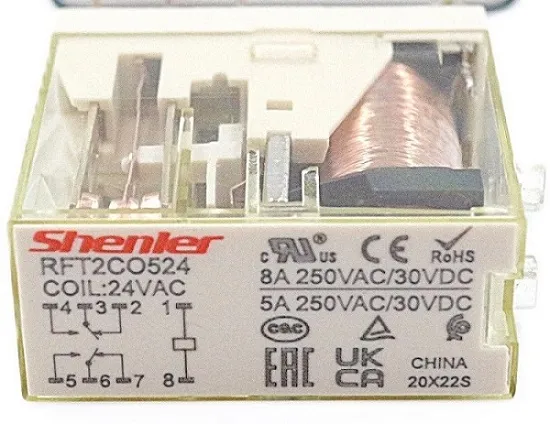 Shenler
RFT2CO524
COIL:24VAC
4 3 2 1
5 6 7 8
c RU US CE RoHS
8A 250VAC/30VDC
5A 250VAC/30VDC
CQC
EAC UK CA CHINA
20X22S